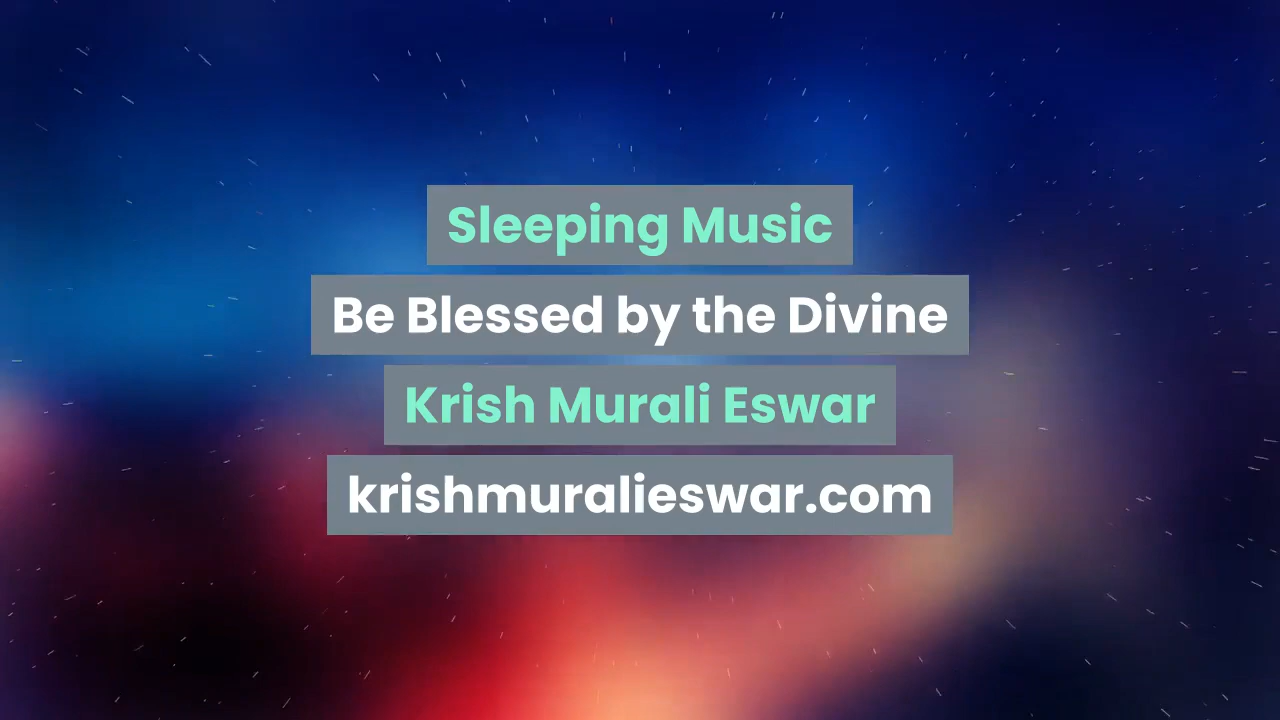 Sleeping Music
Be Blessed by the Divine
Krish Murali Eswar
krishmuralieswar.com